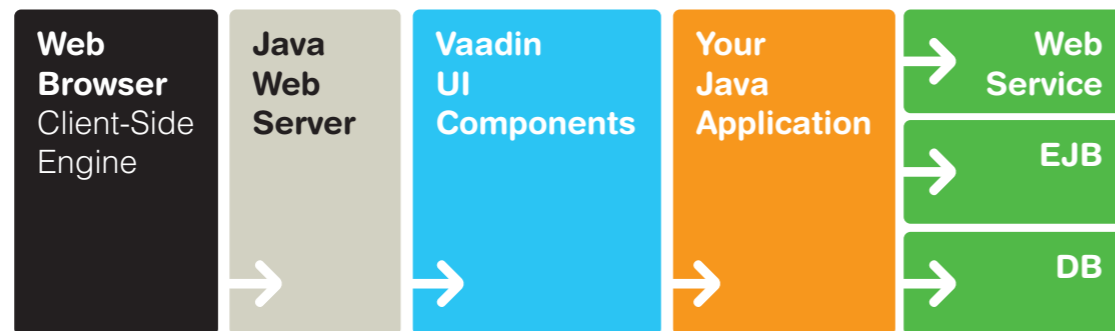 Web
Browser
Client-Side
Engine
Java
Web
Server
Vaadin
UI
Components
Your
Java
Application
Web
Service
EJB
DB